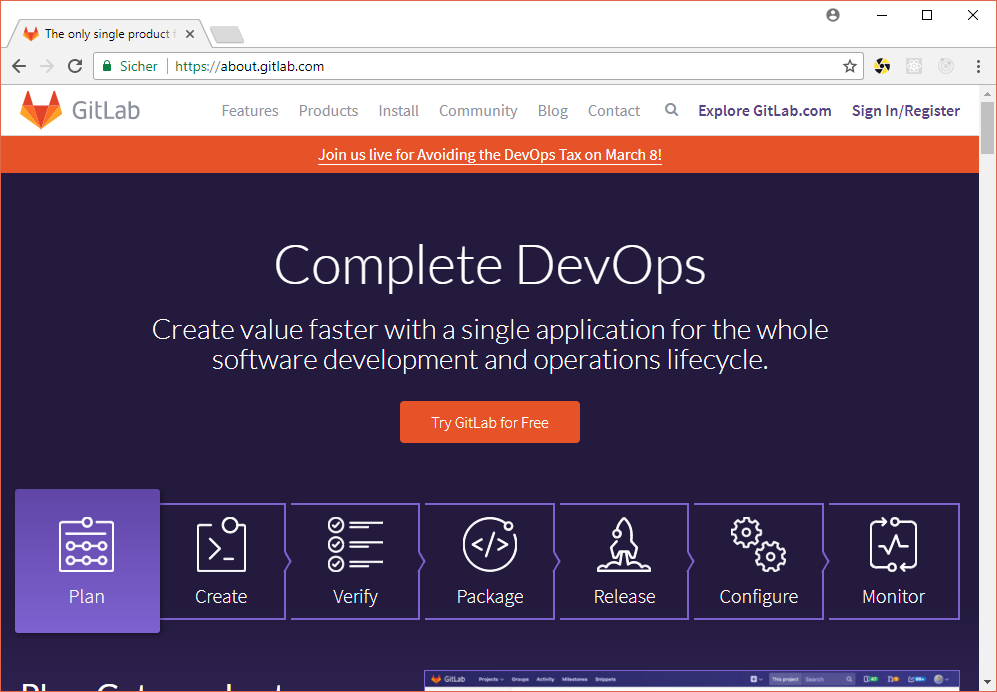 The only single product f
Sicher https://about.gitlab.com
GitLab Features Products Install Community Blog Contact Explore GitLab.com Sign In/Register
Join us live for Avoiding the DevOps Tax on March 8!
Complete DevOps
Create value faster with a single application for the whole
software development and operations lifecycle.
Try GitLab for Free
Plan Create Verify Package Release Configure Monitor
GitLab Projects Groups Activity Milestones Snippets This project Search